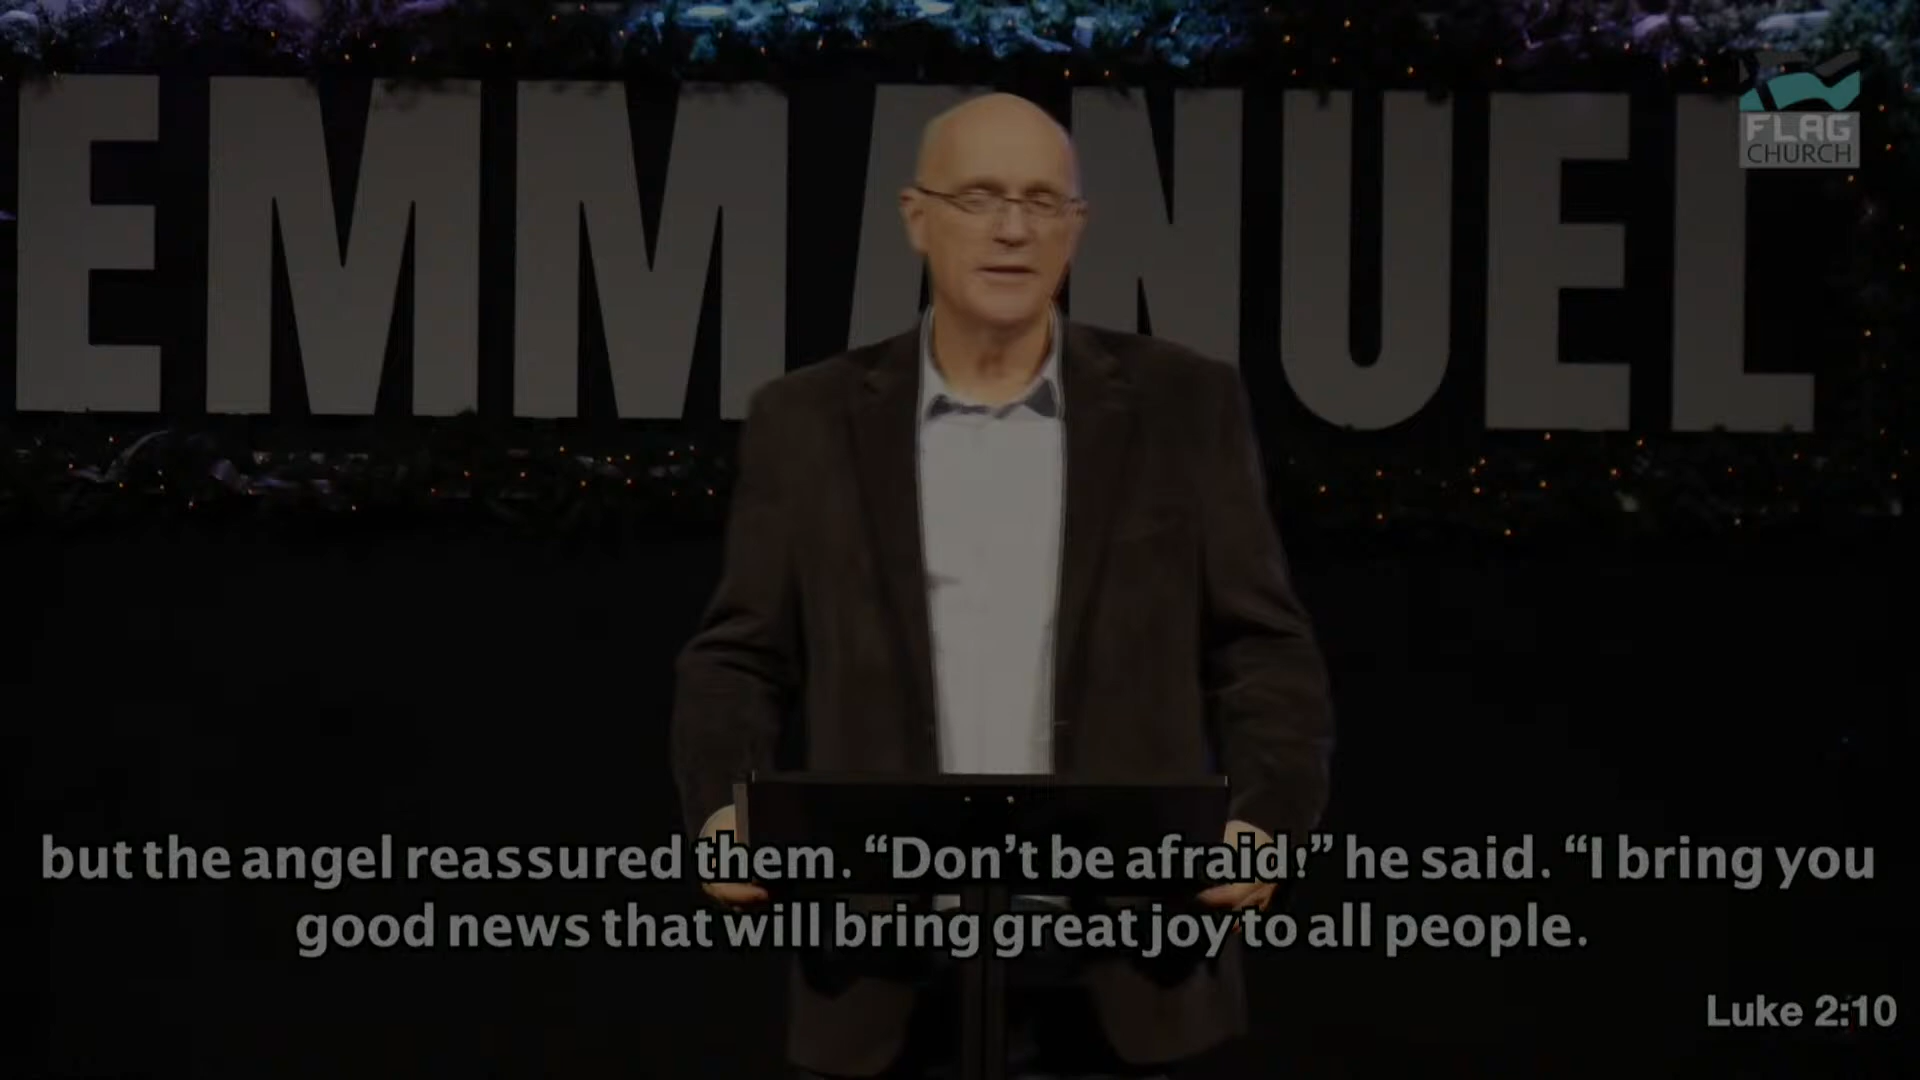 EMMANUEL
FLAG
CHURCH
but the angel reassured them. “Don’t be afraid!” he said. “I bring you
good news that will bring great joy to all people.
Luke 2:10